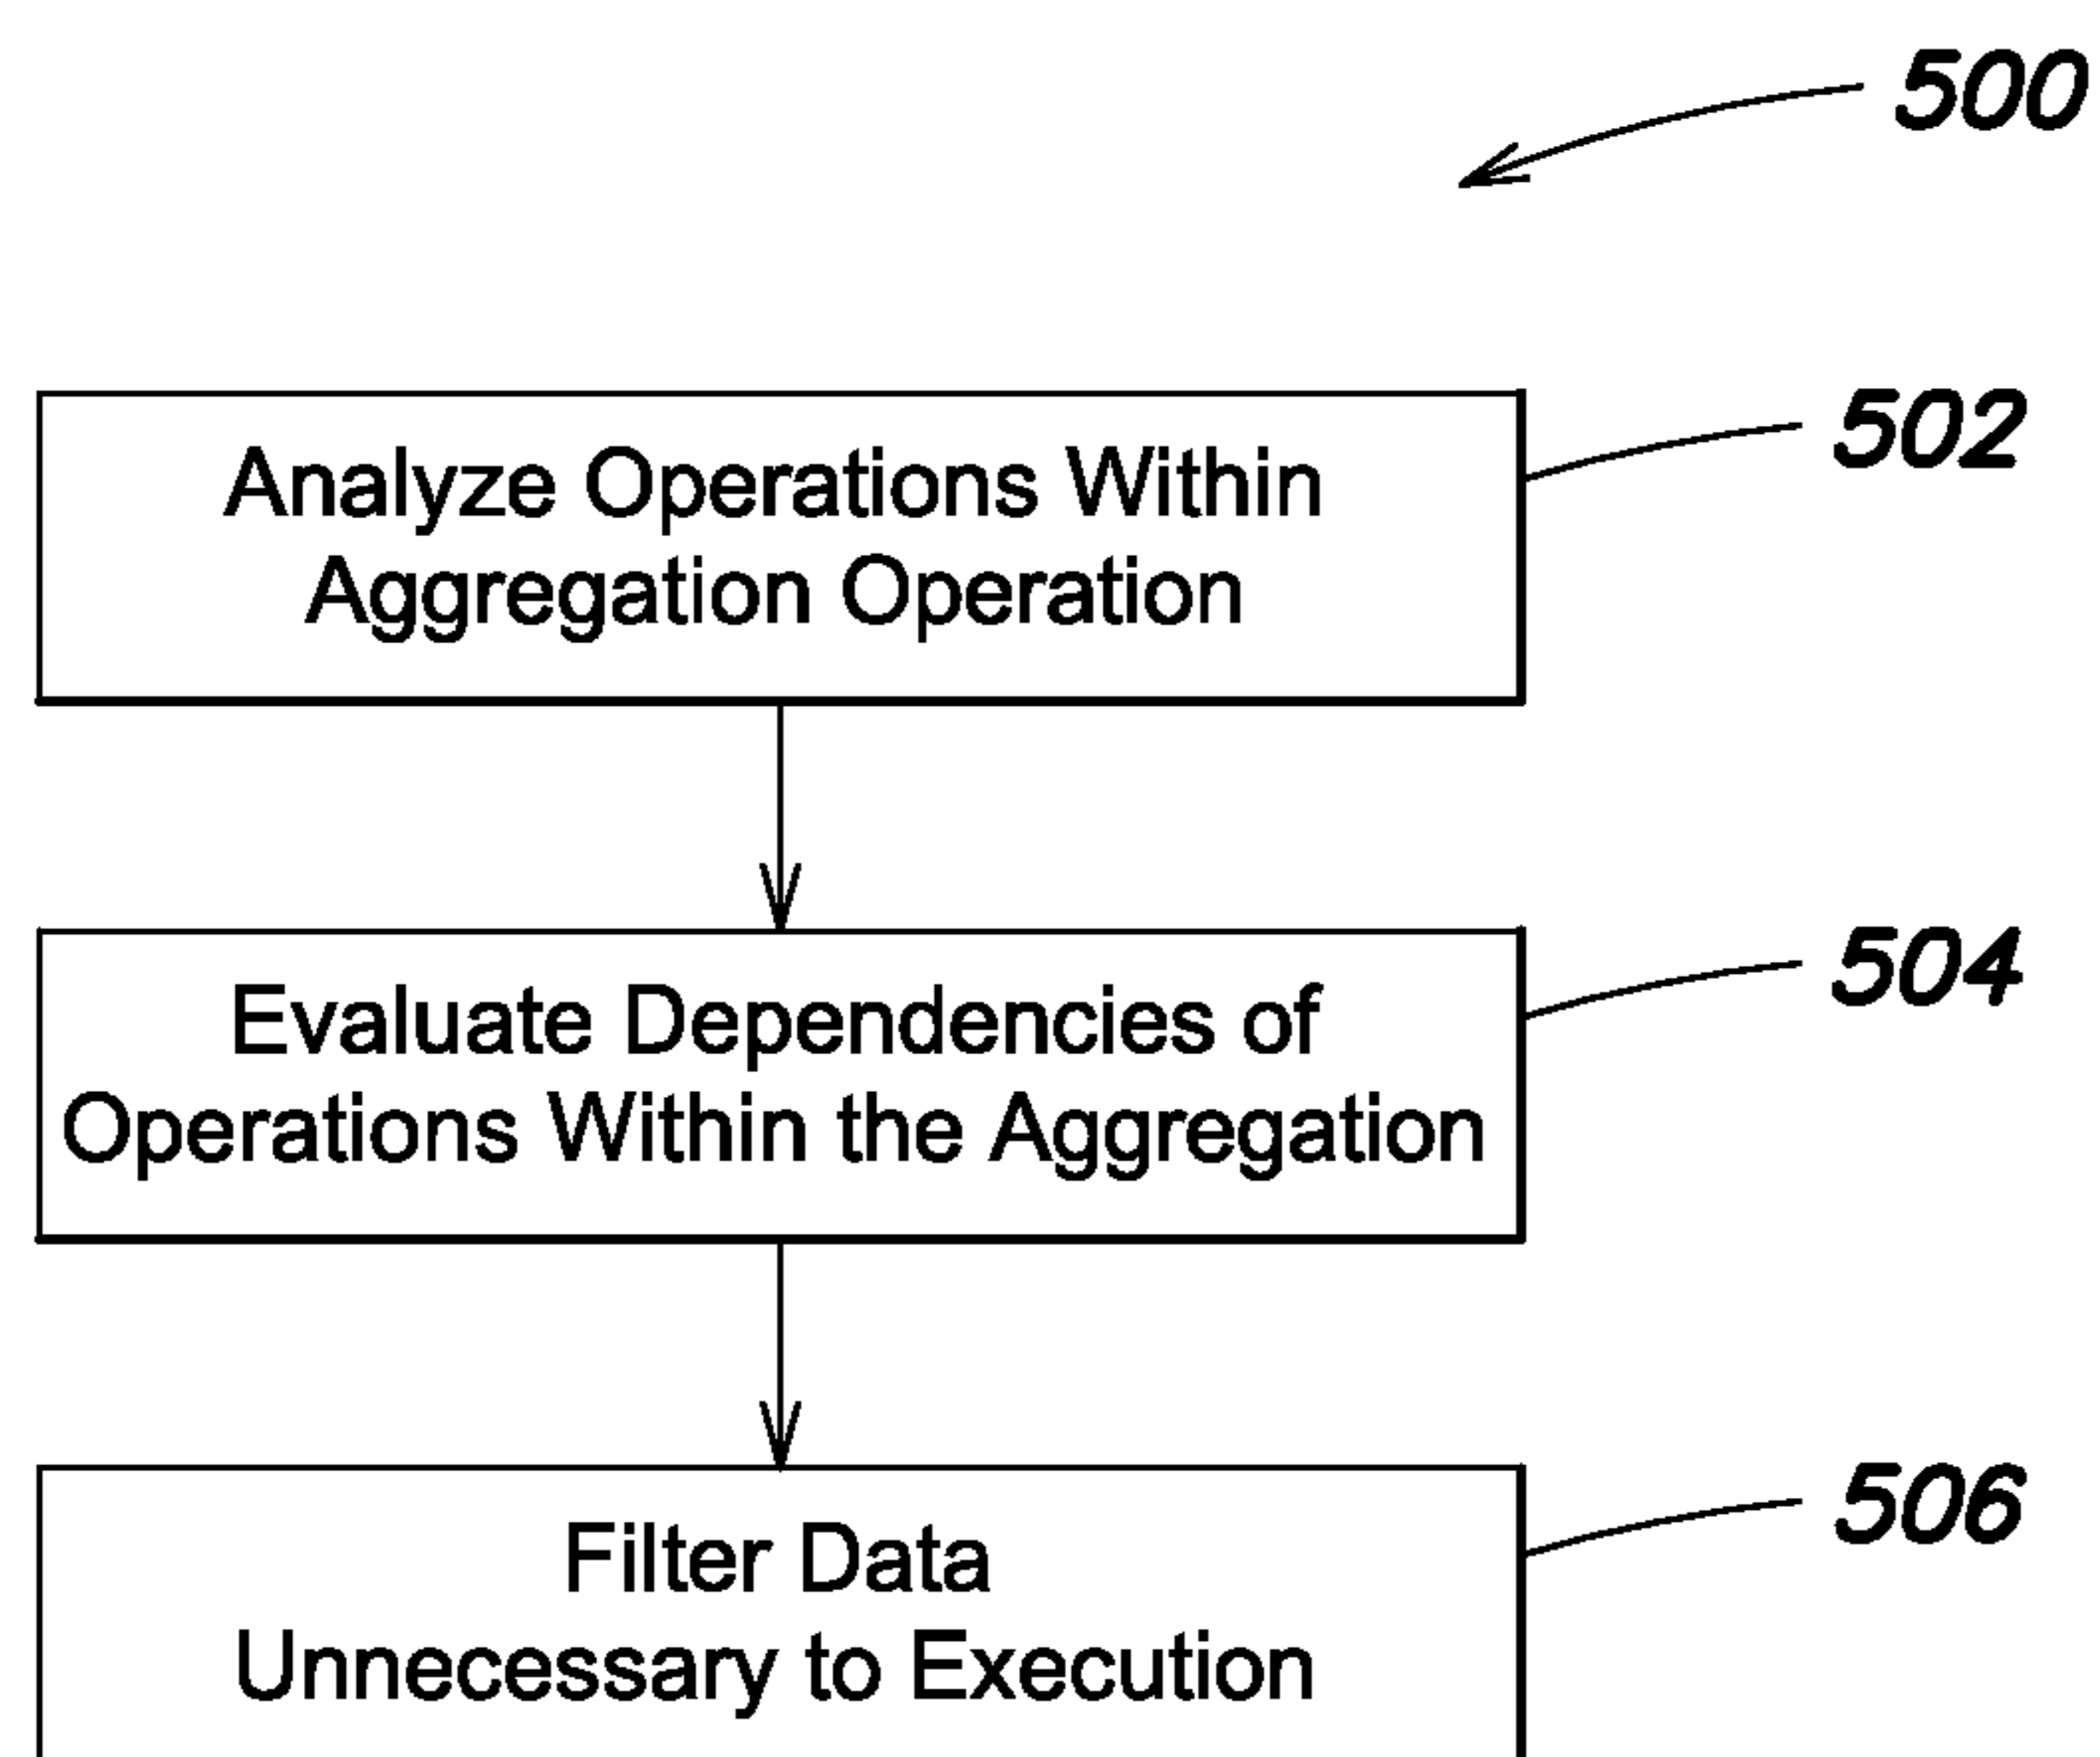 500
Analyze Operations Within
Aggregation Operation
502
Evaluate Dependencies of
Operations Within the Aggregation
504
Filter Data
Unnecessary to Execution
506